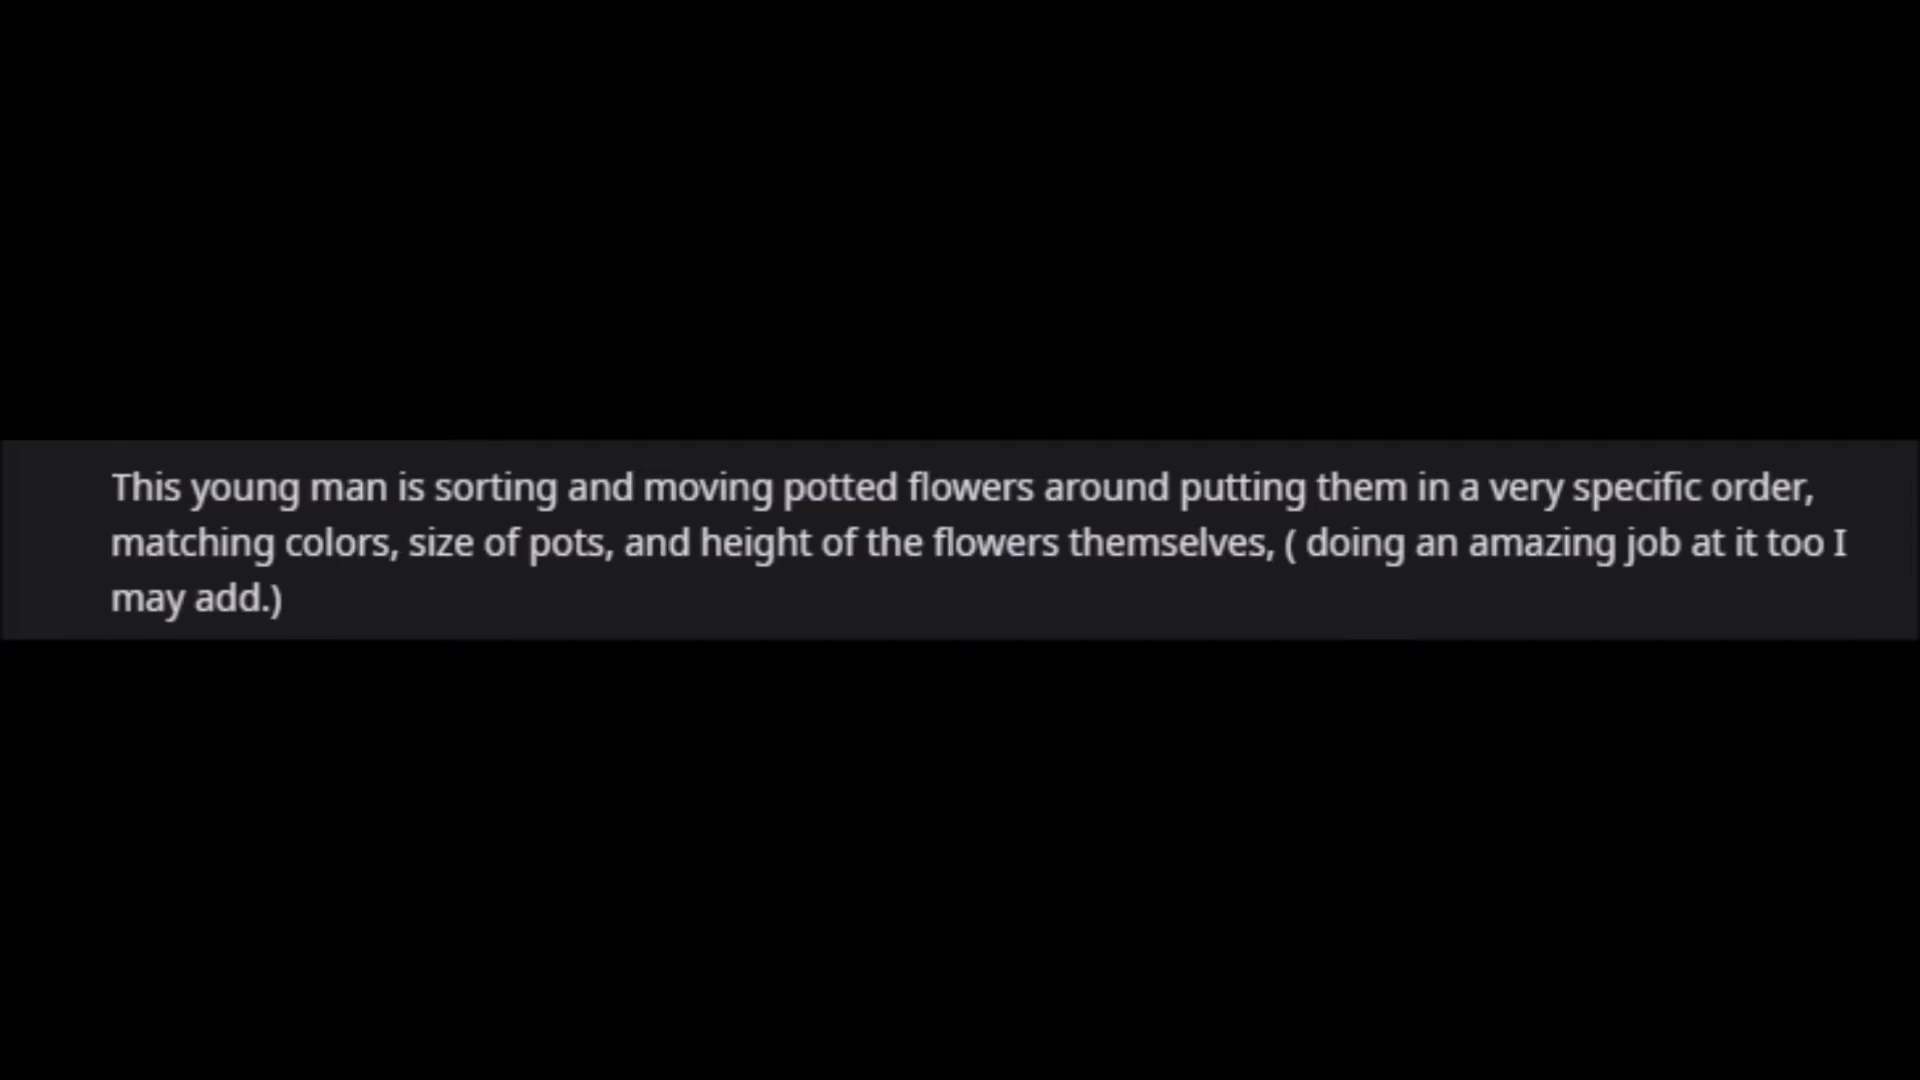 This young man is sorting and moving potted flowers around putting them in a very specific order,
matching colors, size of pots, and height of the flowers themselves, ( doing an amazing job at it too I
may add.)